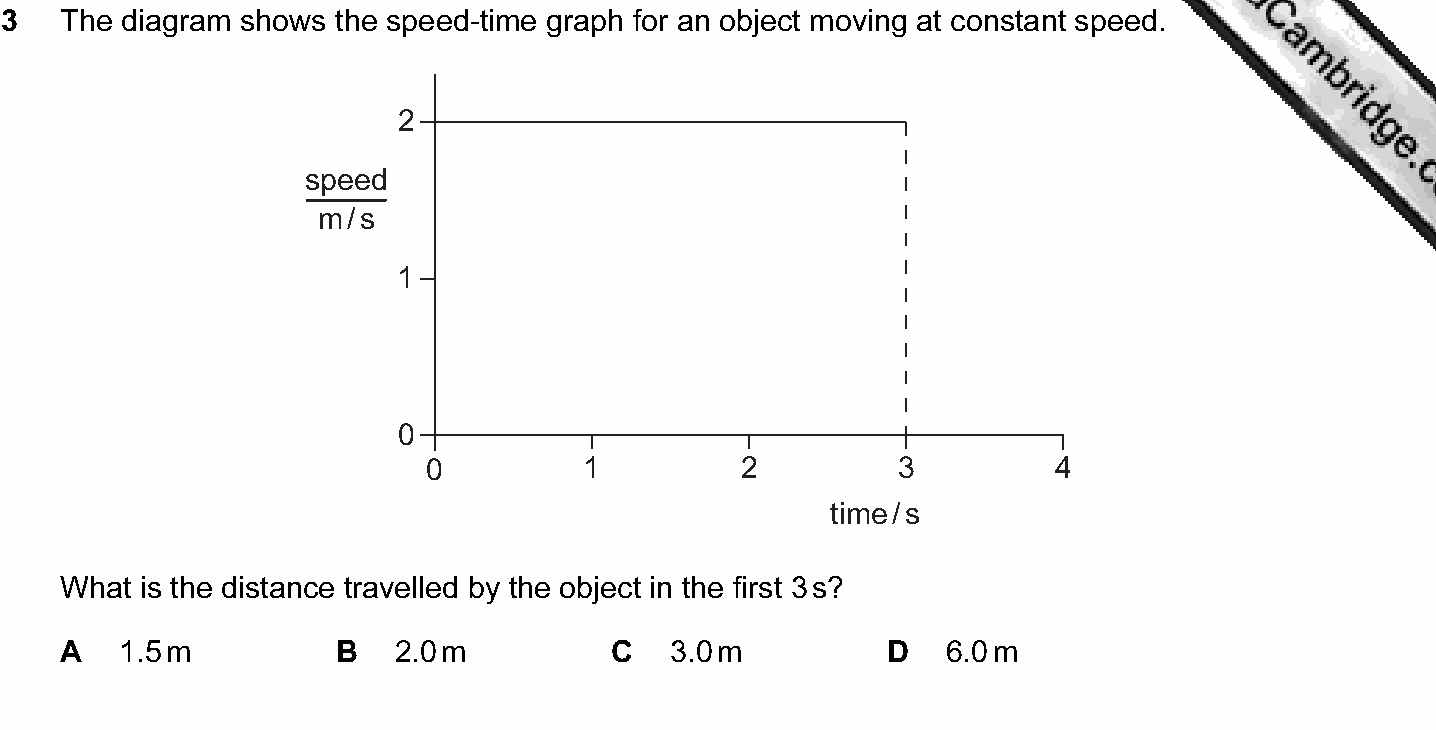 3 The diagram shows the speed-time graph for an object moving at constant speed.
2
speed
m/s
1
0
0 1 2 3 4
time/s
What is the distance travelled by the object in the first 3s?
A 1.5m B 2.0m C 3.0m D 6.0m